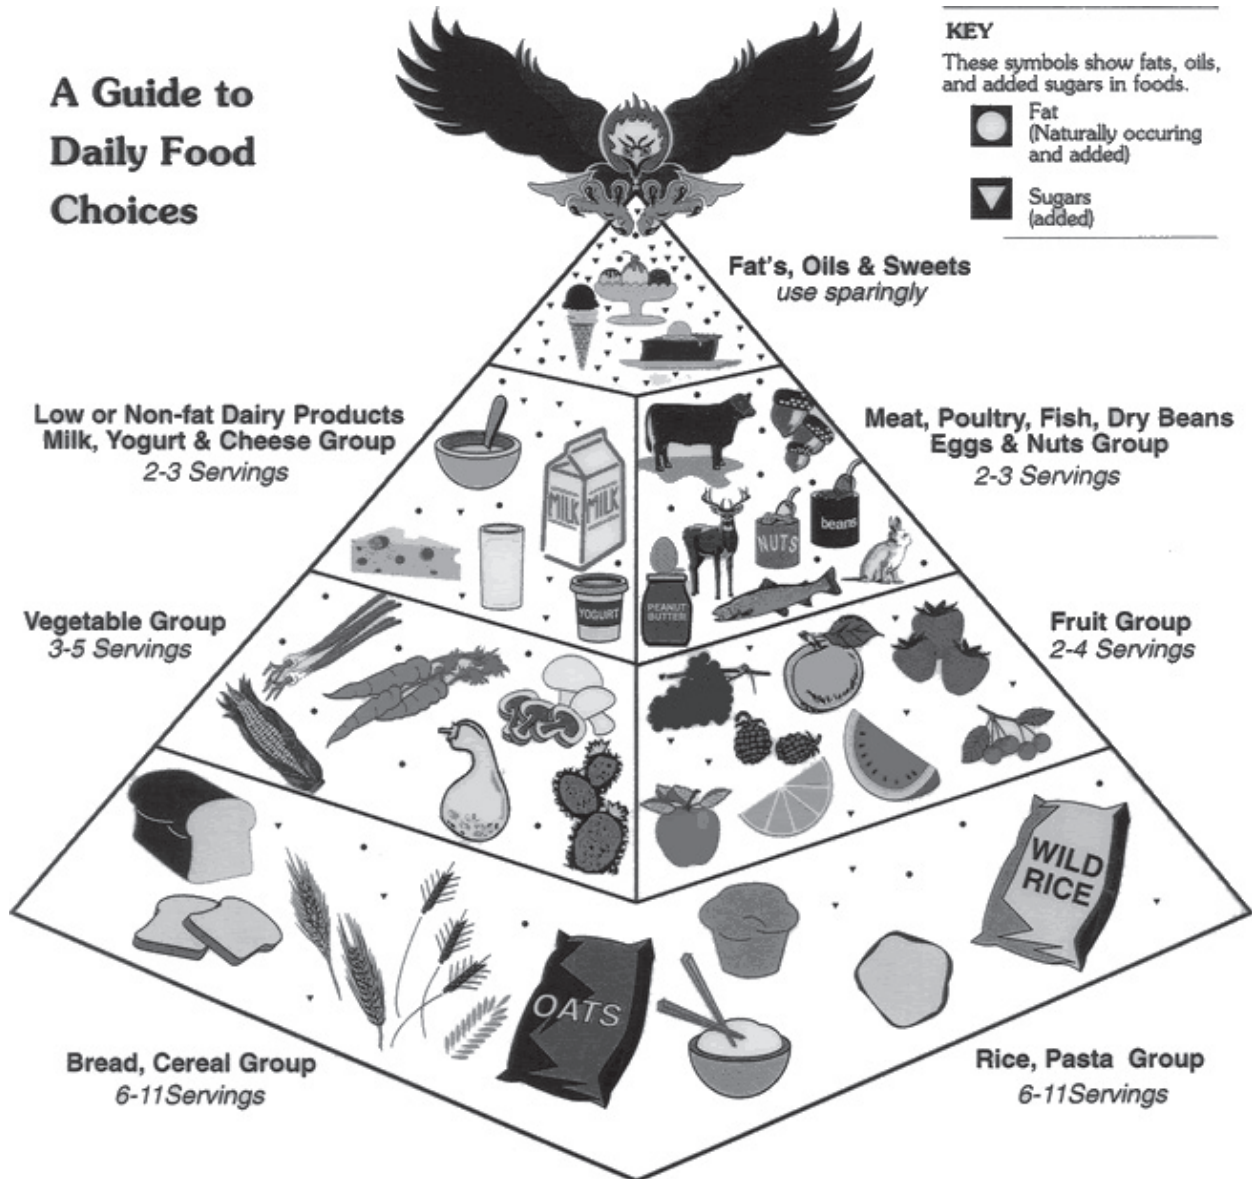 A Guide to
Daily Food
Choices
KEY
These symbols show fats, oils,
and added sugars in foods.
Fat
(Naturally occuring
and added)
Sugars
(added)
Fat's, Oils & Sweets
use sparingly
Low or Non-fat Dairy Products
Milk, Yogurt & Cheese Group
2-3 Servings
Meat, Poultry, Fish, Dry Beans
Eggs & Nuts Group
2-3 Servings
MILK MILK
NUTS
beans
YOGURT
PEANUT
BUTTER
Vegetable Group
3-5 Servings
Fruit Group
2-4 Servings
WILD
RICE
OATS
Bread, Cereal Group
6-11Servings
Rice, Pasta Group
6-11Servings